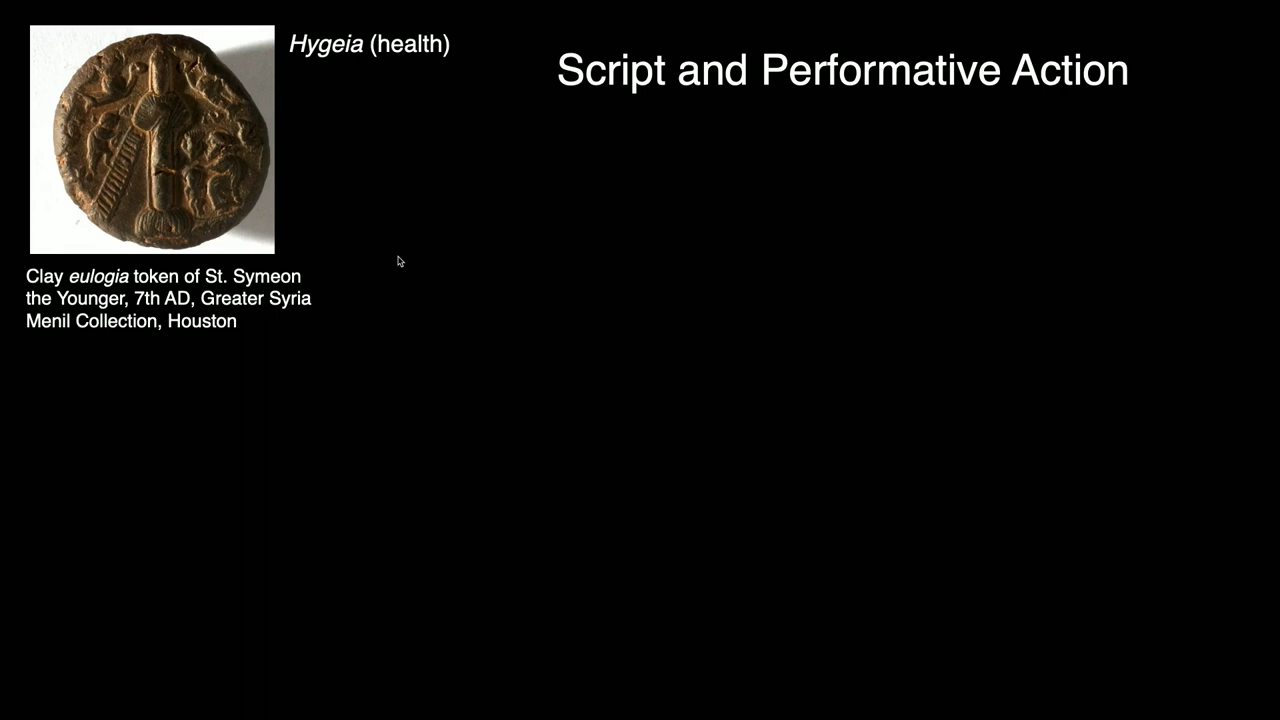 Hygeia (health)
Script and Performative Action
Clay eulogia token of St. Symeon
the Younger, 7th AD, Greater Syria
Menil Collection, Houston